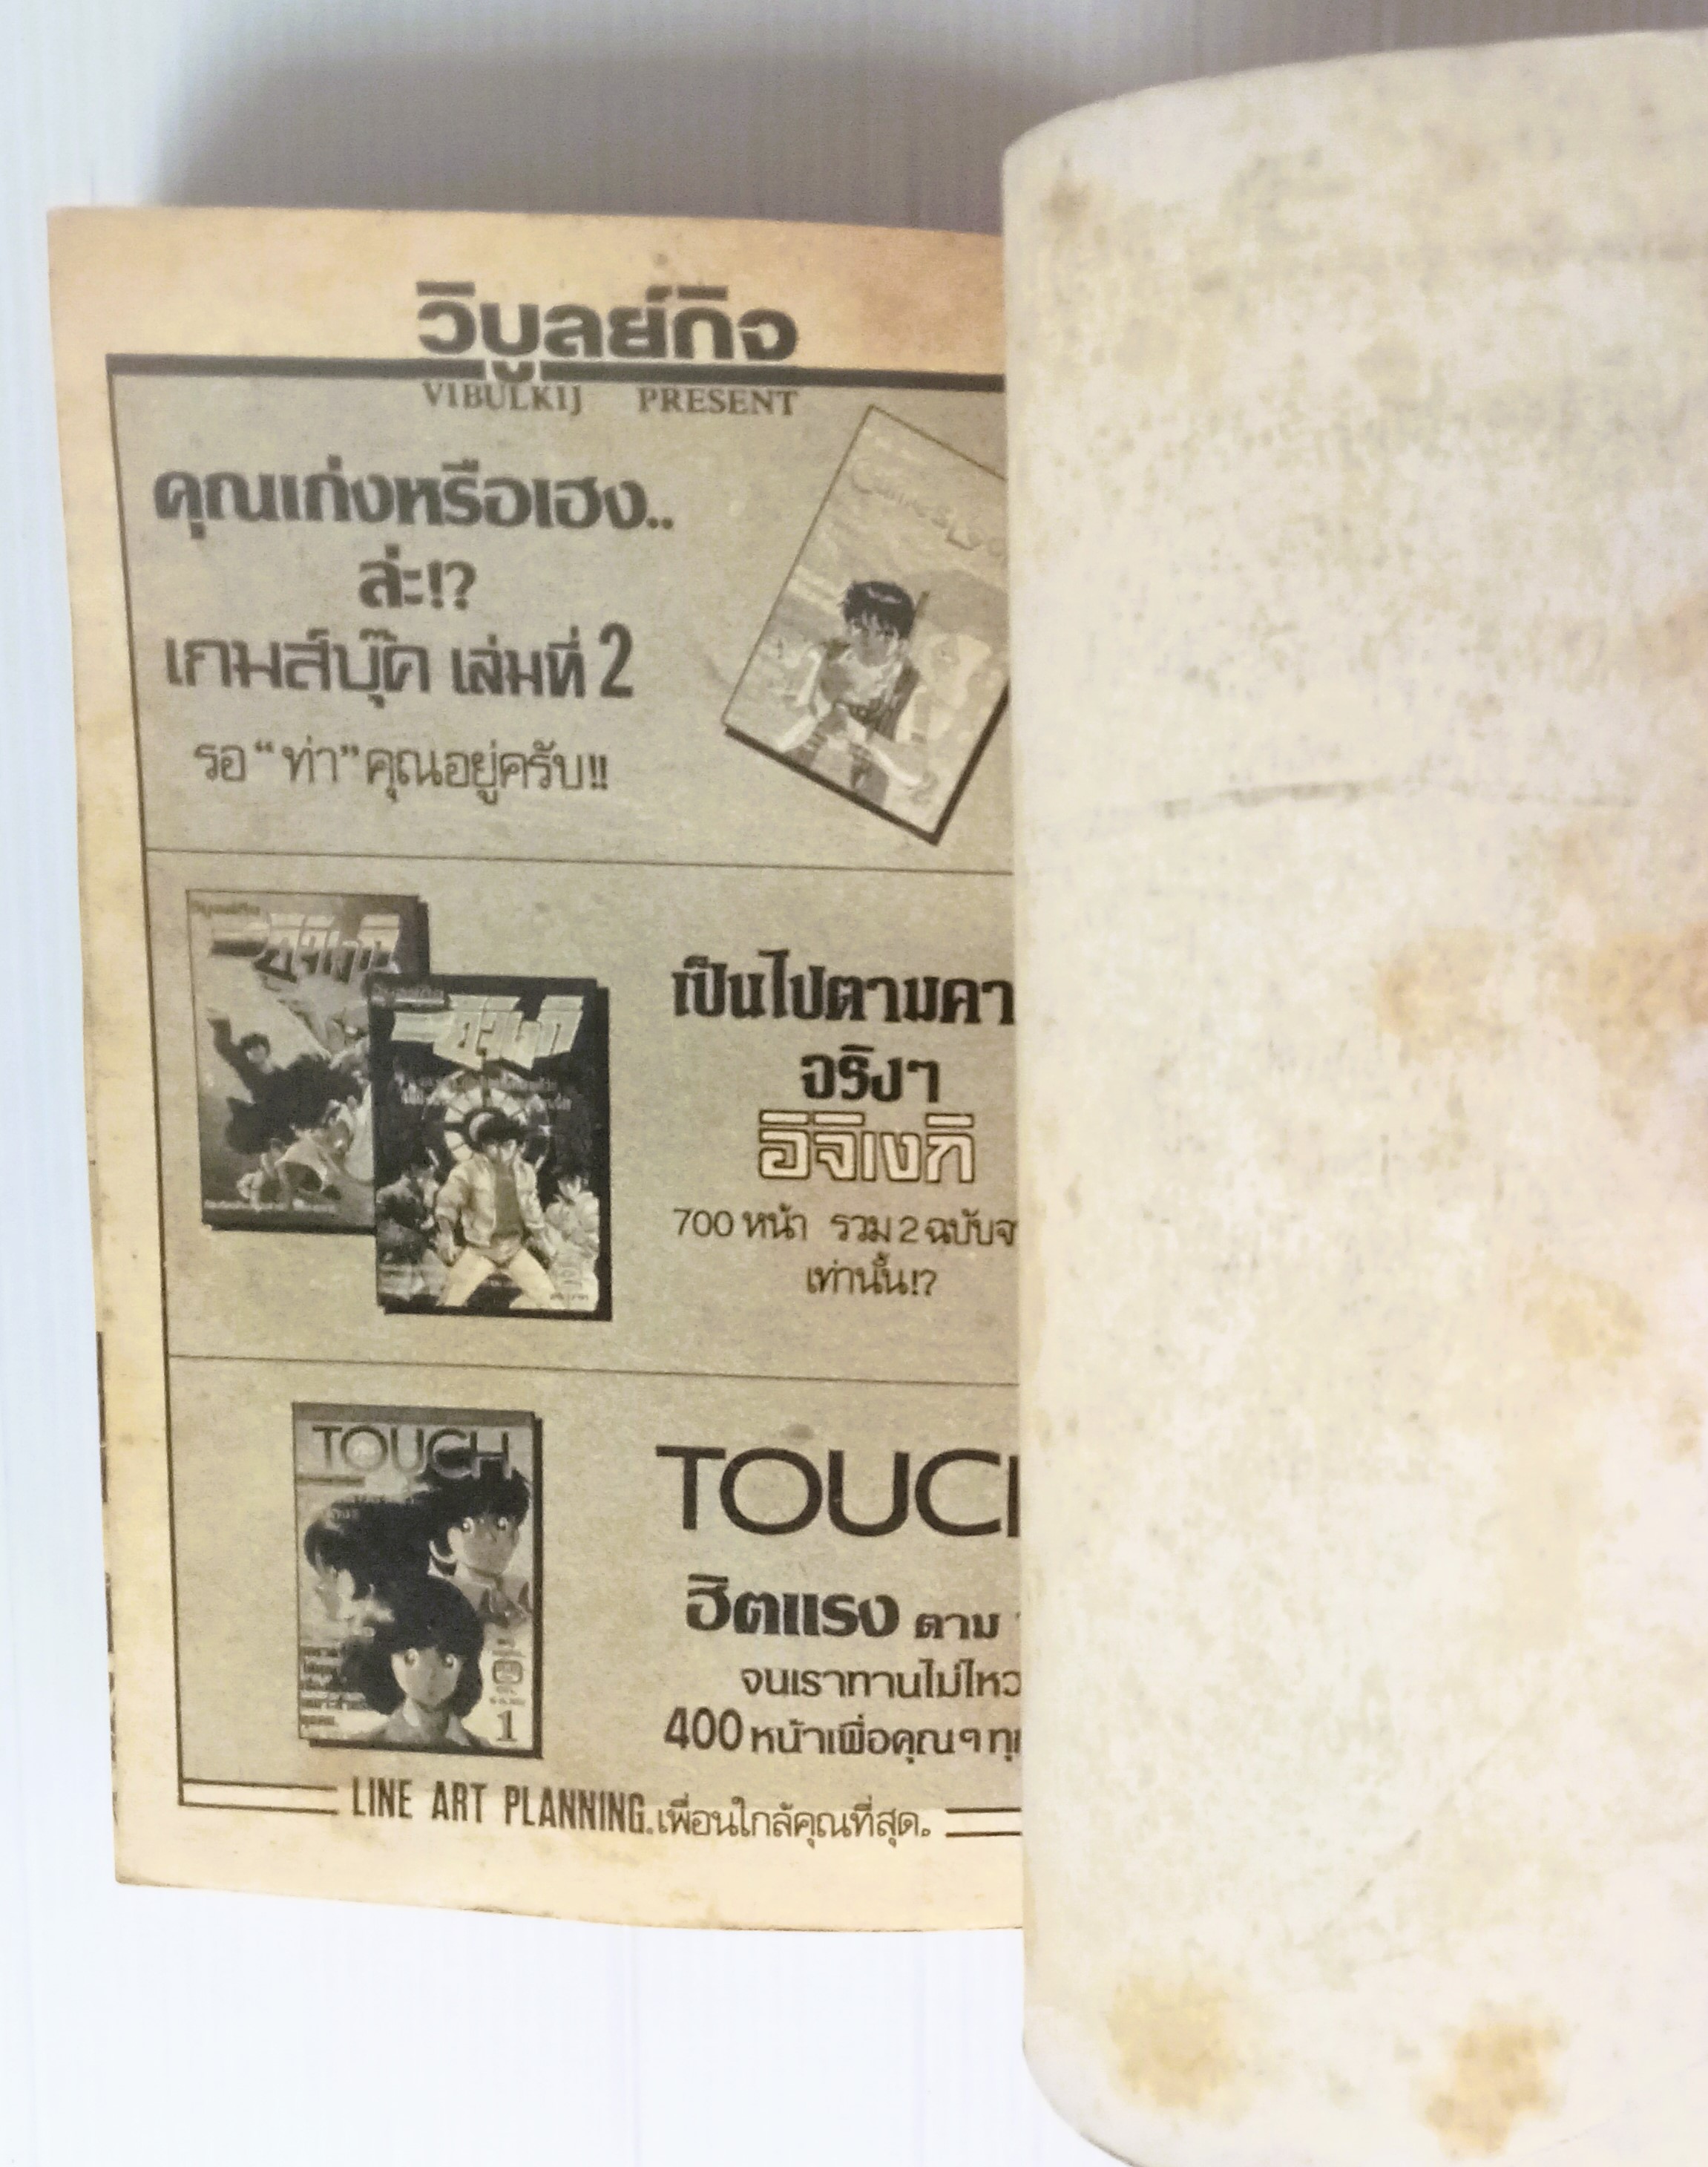 วิบูลย์กิจ
VIBULKIJ PRESENT
คุณเก่งหรือเฮง..
ล่ะ!?
เกมส์บุ๊ค เล่มที่ 2
รอ “ท่า” คุณอยู่ครับ!!
เป็นไปตามคา
จริงๆ
อิจิเงกิ
700 หน้า รวม 2 ฉบับจ
เท่านั้น!?
TOUCH
1
TOUC
ฮิตแรง ตาม
จนเราทานไม่ไหว
400 หน้าเพื่อคุณๆ
LINE ART PLANNING. เพื่อนใกล้คุณที่สุด.